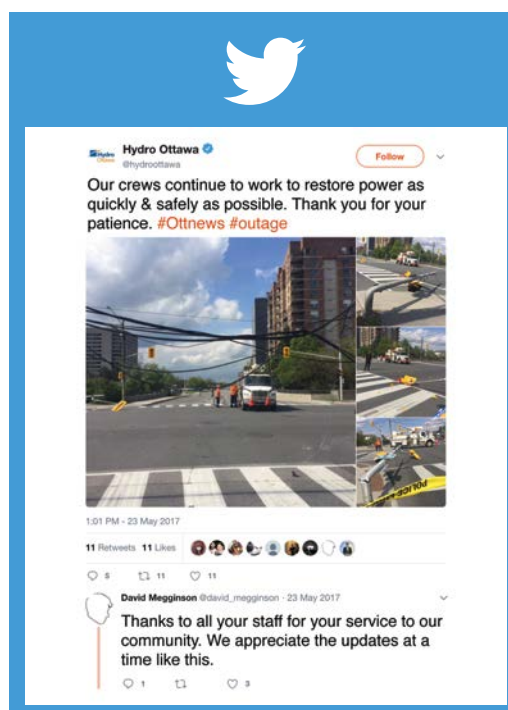 Hydro Ottawa
@hydroottawa
Follow
Our crews continue to work to restore power as
quickly & safely as possible. Thank you for your
patience. #Ottnews #outage
POLICE
1:01 PM - 23 May 2017
11 Retweets 11 Likes
5 11 11
David Megginson @david_megginson · 23 May 2017
Thanks to all your staff for your service to our
community. We appreciate the updates at a
time like this.
1 3